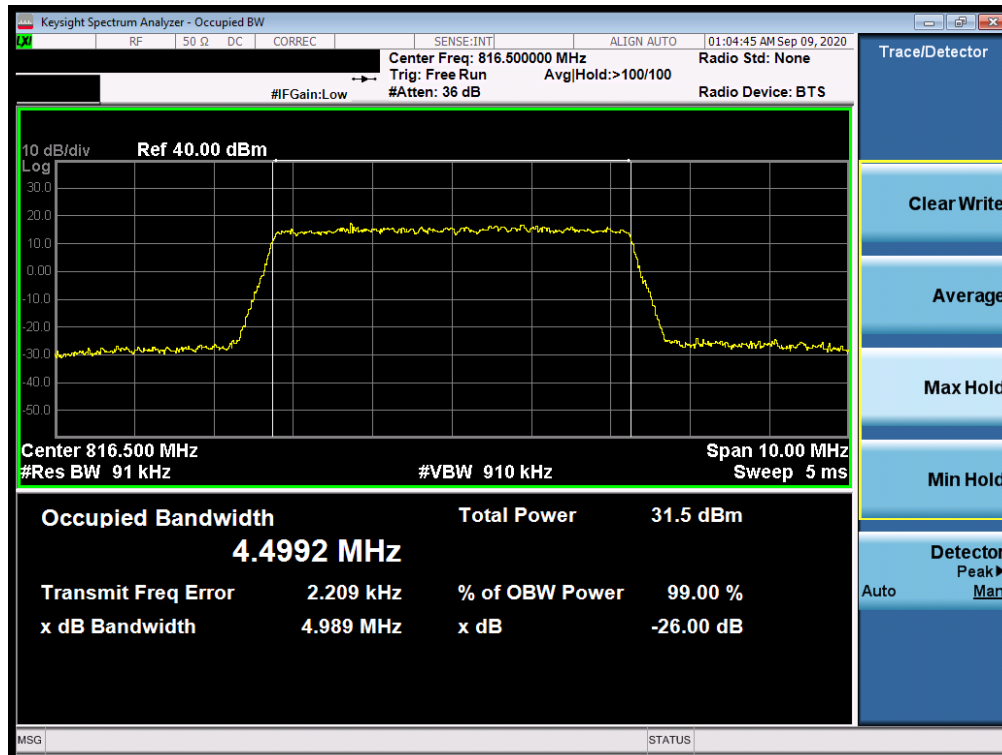 Keysight Spectrum Analyzer - Occupied BW
LXI RF 50 Ω DC CORREC SENSE:INT ALIGN AUTO 01:04:45 AM Sep 09, 2020
Center Freq: 816.500000 MHz Radio Std: None
Trig: Free Run Avg|Hold:>100/100
#IFGain:Low #Atten: 36 dB Radio Device: BTS
10 dB/div Ref 40.00 dBm
Log
30.0
20.0
10.0
0.00
-10.0
-20.0
-30.0
-40.0
-50.0
Center 816.500 MHz Span 10.00 MHz
#Res BW 91 kHz #VBW 910 kHz Sweep 5 ms
Occupied Bandwidth Total Power 31.5 dBm
4.4992 MHz
Transmit Freq Error 2.209 kHz % of OBW Power 99.00 %
x dB Bandwidth 4.989 MHz x dB -26.00 dB
MSG STATUS
Trace/Detector
Clear Write
Average
Max Hold
Min Hold
Detector
Peak▶
Auto Man